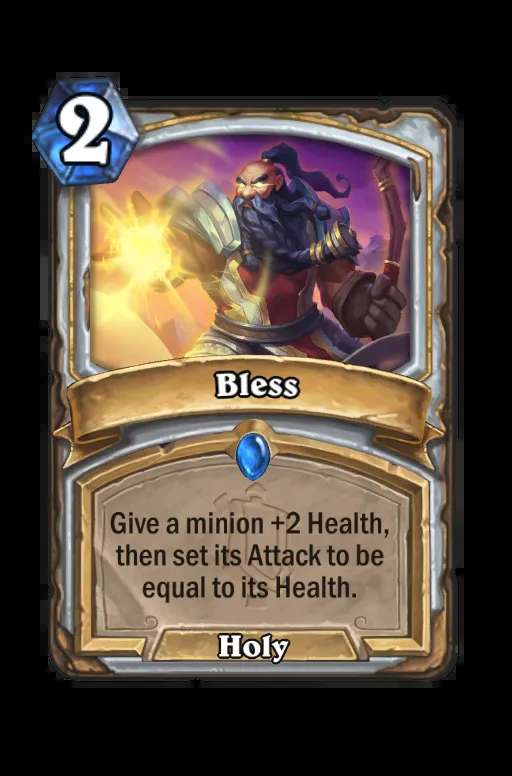 2
Bless
Give a minion +2 Health,
then set its Attack to be
equal to its Health.
Holy